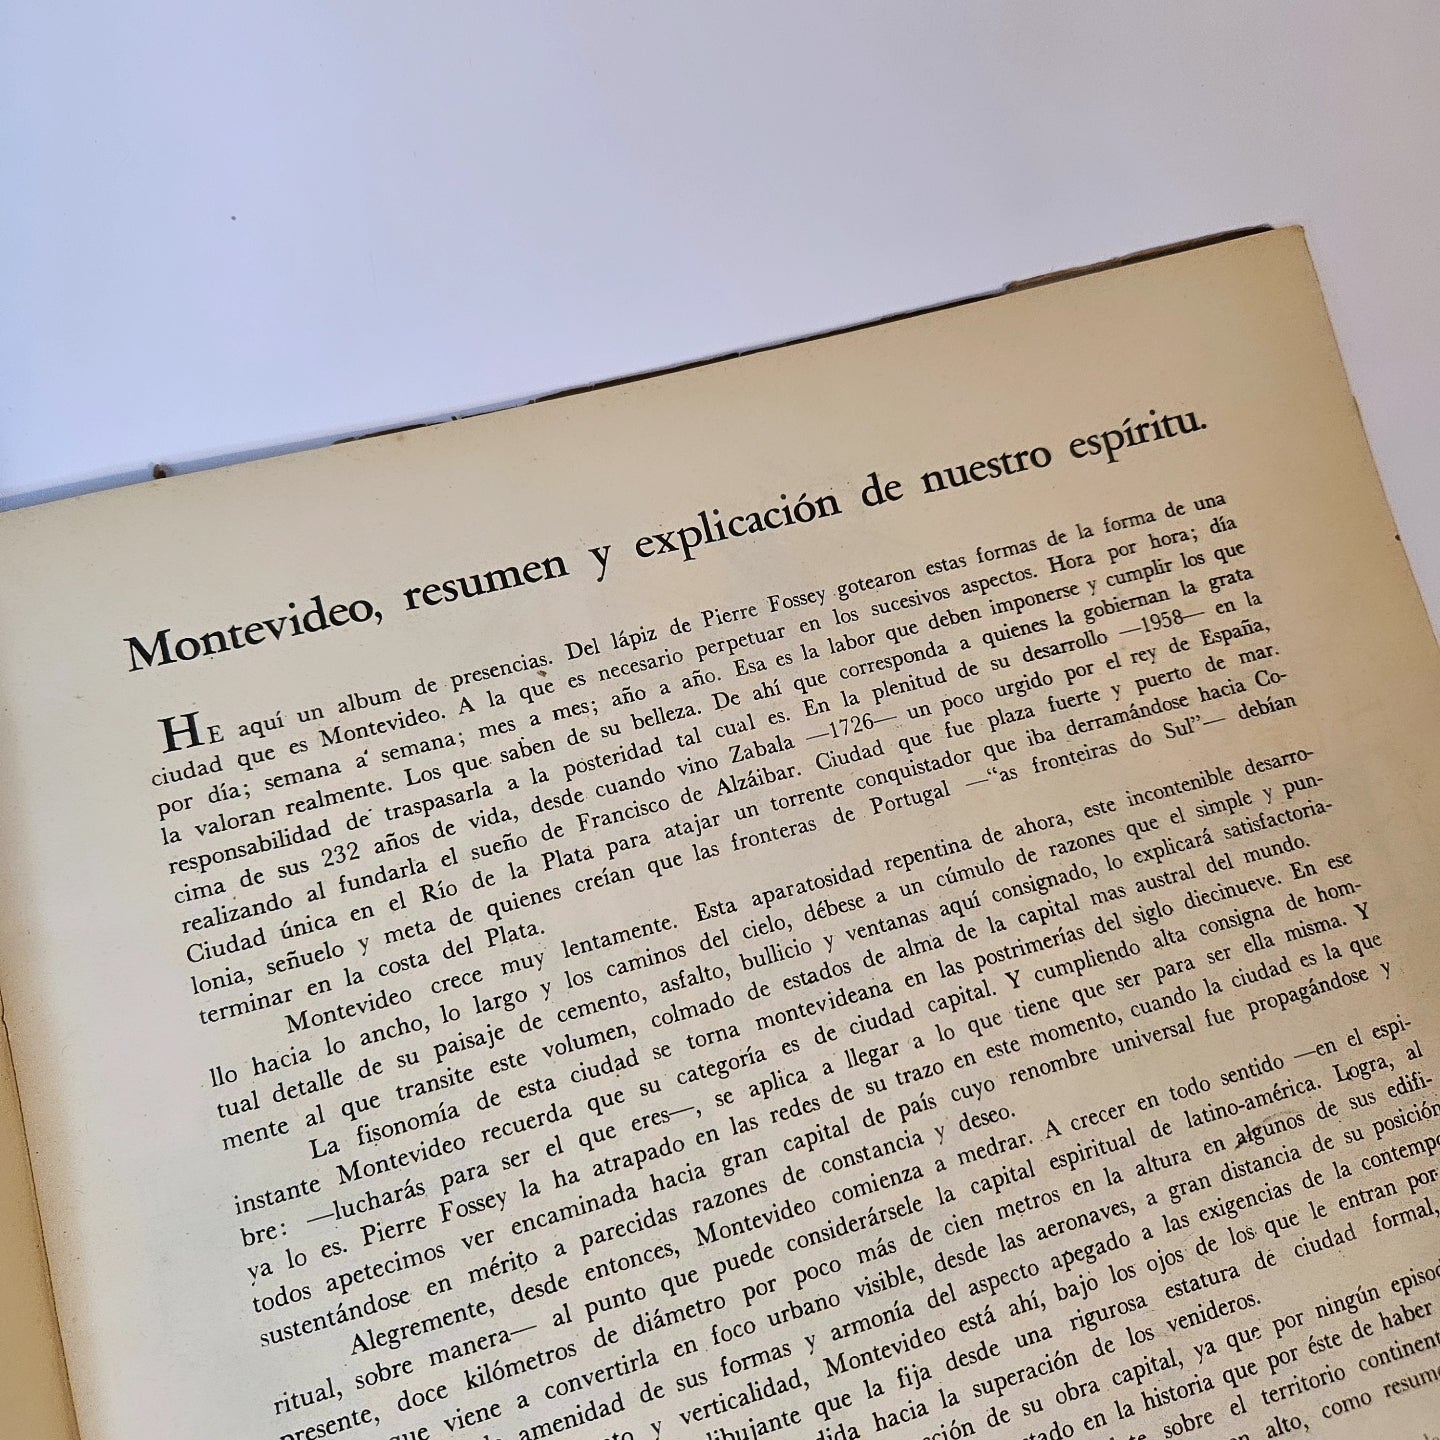 Montevideo, resumen y explicación de nuestro espíritu.
HE aquí un album de presencias. Del lápiz de Pierre Fossey gotearon estas formas de la forma de una
ciudad que es Montevideo. A la que es necesario perpetuar en los sucesivos aspectos. Hora por hora; día
por día; semana a semana; mes a mes; año a año. Esa es la labor que deben imponerse y cumplir los que
la valoran realmente. Los que saben de su belleza. De ahí que corresponda a quienes la gobiernan la grata
responsabilidad de traspasarla a la posteridad tal cual es. En la plenitud de su desarrollo —1958— en la
cima de sus 232 años de vida, desde cuando vino Zabala —1726— un poco urgido por el rey de España,
realizando al fundarla el sueño de Francisco de Alzáibar. Ciudad que fue plaza fuerte y puerto de mar.
Ciudad única en el Río de la Plata para atajar un torrente conquistador que iba derramándose hacia Co-
lonia, señuelo y meta de quienes creían que las fronteras de Portugal —“as fronteiras do Sul”— debían
terminar en la costa del Plata.
Montevideo crece muy lentamente. Esta aparatosidad repentina de ahora, este incontenible desarro-
llo hacia lo ancho, lo largo y los caminos del cielo, débese a un cúmulo de razones que el simple y pun-
tual detalle de su paisaje de cemento, asfalto, bullicio y ventanas aquí consignado, lo explicará satisfactoria-
mente al que transite este volumen, colmado de estados de alma de la capital mas austral del mundo.
La fisonomía de esta ciudad se torna montevideana en las postrimerías del siglo diecinueve. En ese
instante Montevideo recuerda que su categoría es de ciudad capital. Y cumpliendo alta consigna de hom-
bre: —lucharás para ser el que eres—, se aplica a llegar a lo que tiene que ser para ser ella misma. Y
ya lo es. Pierre Fossey la ha atrapado en las redes de su trazo en este momento, cuando la ciudad es la que
todos apetecimos ver encaminada hacia gran capital de país cuyo renombre universal fue propagándose y
sustentándose en mérito a parecidas razones de constancia y deseo.
Alegremente, desde entonces, Montevideo comienza a medrar. A crecer en todo sentido —en el espi-
ritual, sobre manera— al punto que puede considerársele la capital espiritual de latino-américa. Logra, al
presente, doce kilómetros de diámetro por poco más de cien metros en la altura en algunos de sus edifi-
que viene a convertirla en foco urbano visible, desde las aeronaves, a gran distancia de su posición
amenidad de sus formas y armonía del aspecto apegado a las exigencias de la
y verticalidad, Montevideo está ahí, bajo los ojos de los que le entran por
que la fija desde una rigurosa estatura de ciudad formal,
hacia la superación de los venideros.
de su obra capital, ya que por ningún
en la historia que por éste de haber
sobre el territorio
alto, como